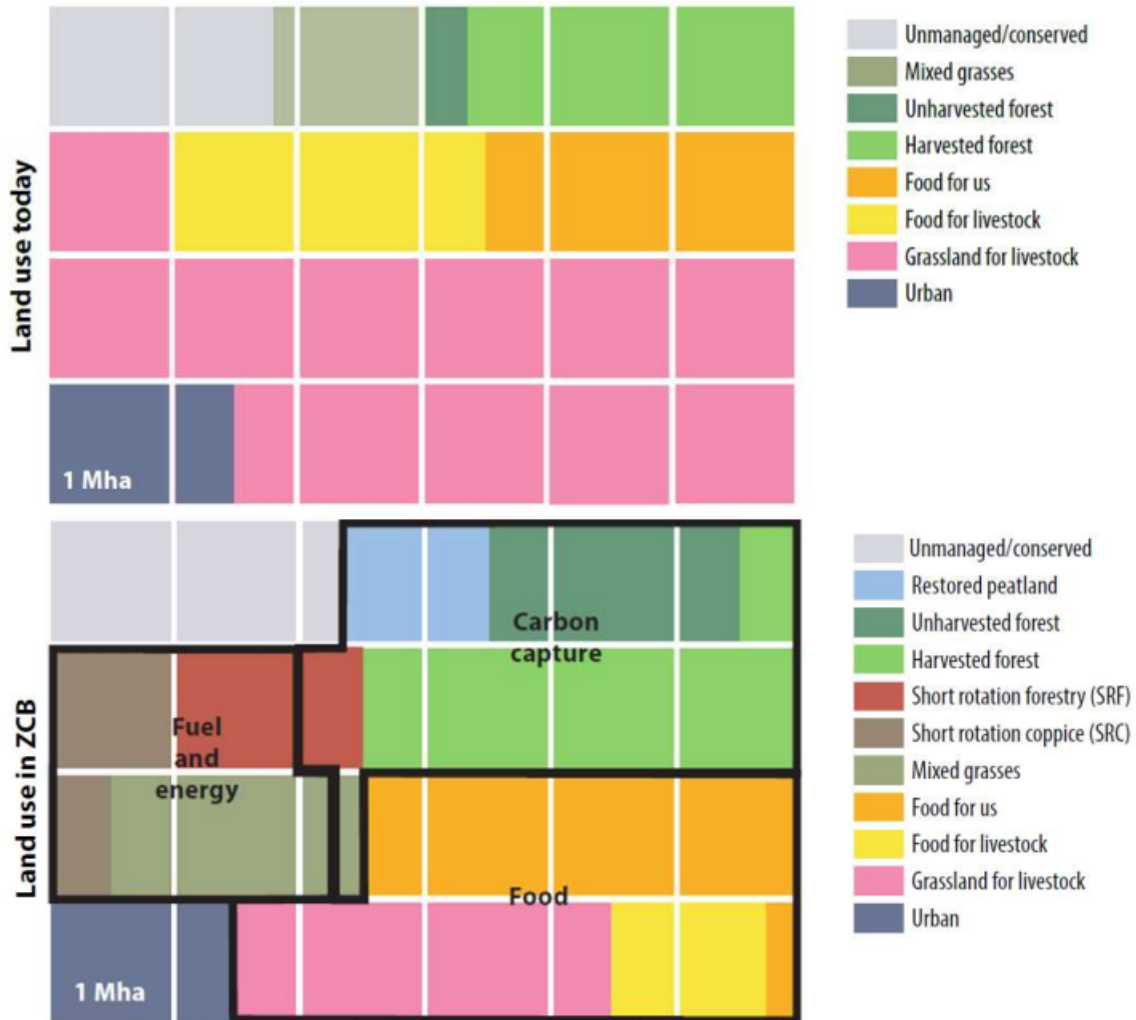 Land use today
1 Mha
Unmanaged/conserved
Mixed grasses
Unharvested forest
Harvested forest
Food for us
Food for livestock
Grassland for livestock
Urban
Land use in ZCB
Carbon
capture
Fuel
and
energy
Food
1 Mha
Unmanaged/conserved
Restored peatland
Unharvested forest
Harvested forest
Short rotation forestry (SRF)
Short rotation coppice (SRC)
Mixed grasses
Food for us
Food for livestock
Grassland for livestock
Urban